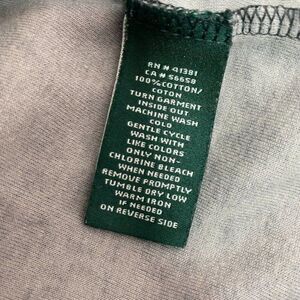 RN # 41381
CA # 56658
100%COTTON/
COTON
TURN GARMENT
INSIDE OUT
MACHINE WASH
COLD
GENTLE CYCLE
WASH WITH
LIKE COLORS
ONLY NON-
CHLORINE BLEACH
WHEN NEEDED
REMOVE PROMPTLY
TUMBLE DRY LOW
WARM IRON
IF NEEDED
ON REVERSE SIDE